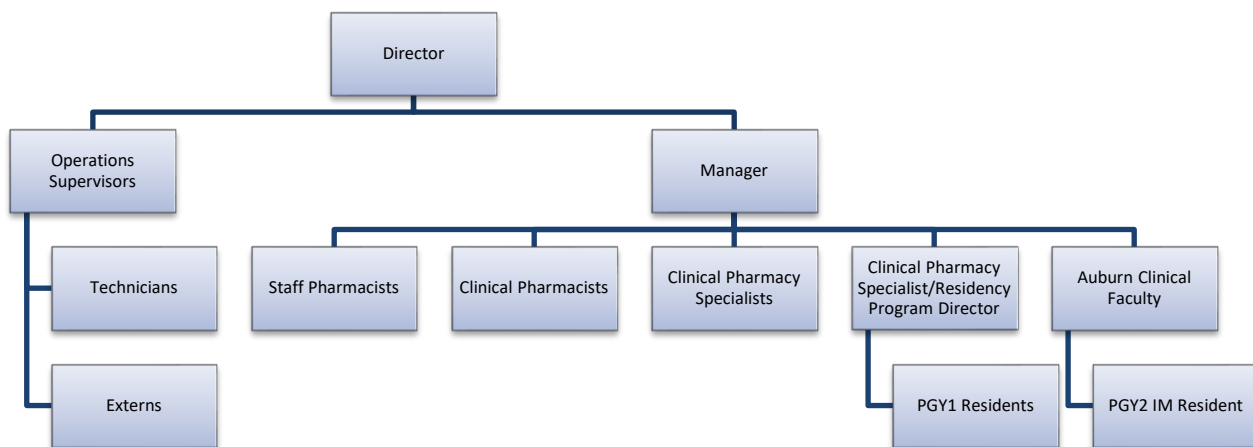 Director
Operations
Supervisors
Manager
Technicians
Staff Pharmacists
Clinical Pharmacists
Clinical Pharmacy
Specialists
Clinical Pharmacy
Specialist/Residency
Program Director
Auburn Clinical
Faculty
Externs
PGY1 Residents
PGY2 IM Resident